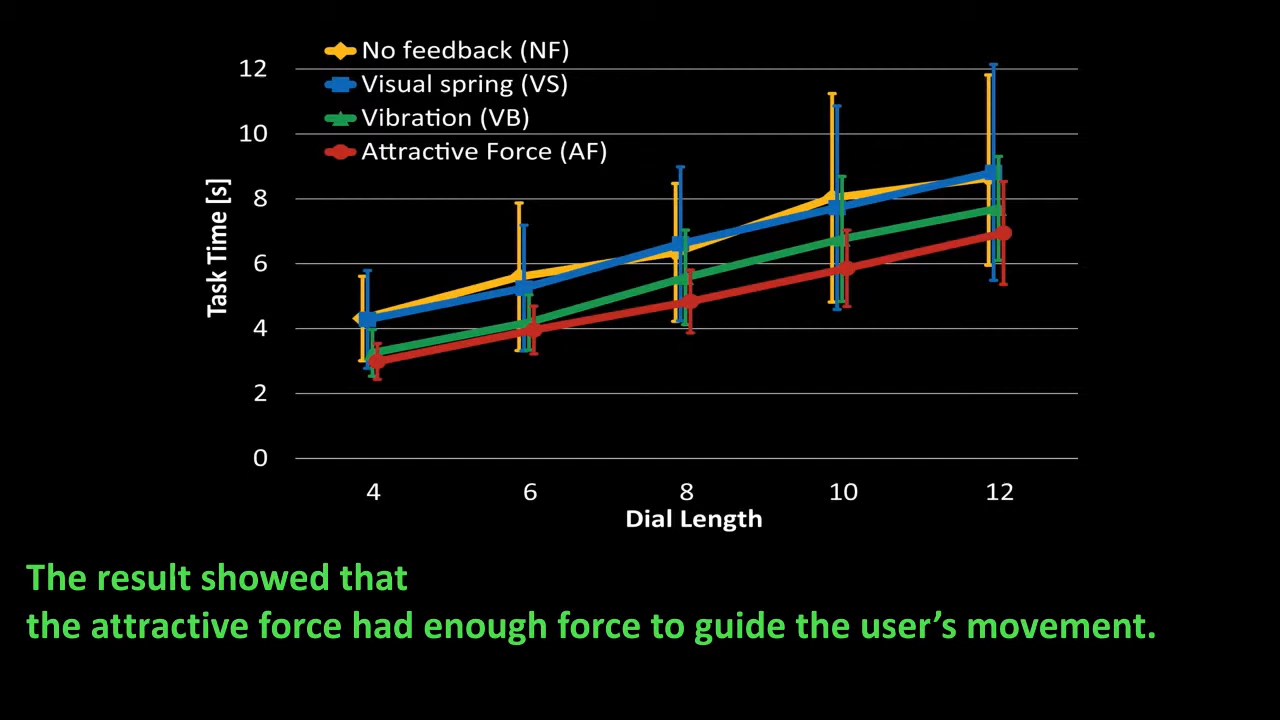 No feedback (NF)
Visual spring (VS)
Vibration (VB)
Attractive Force (AF)
12
10
8
6
4
2
0
Task Time [s]
4 6 8 10 12
Dial Length
The result showed that
the attractive force had enough force to guide the user’s movement.